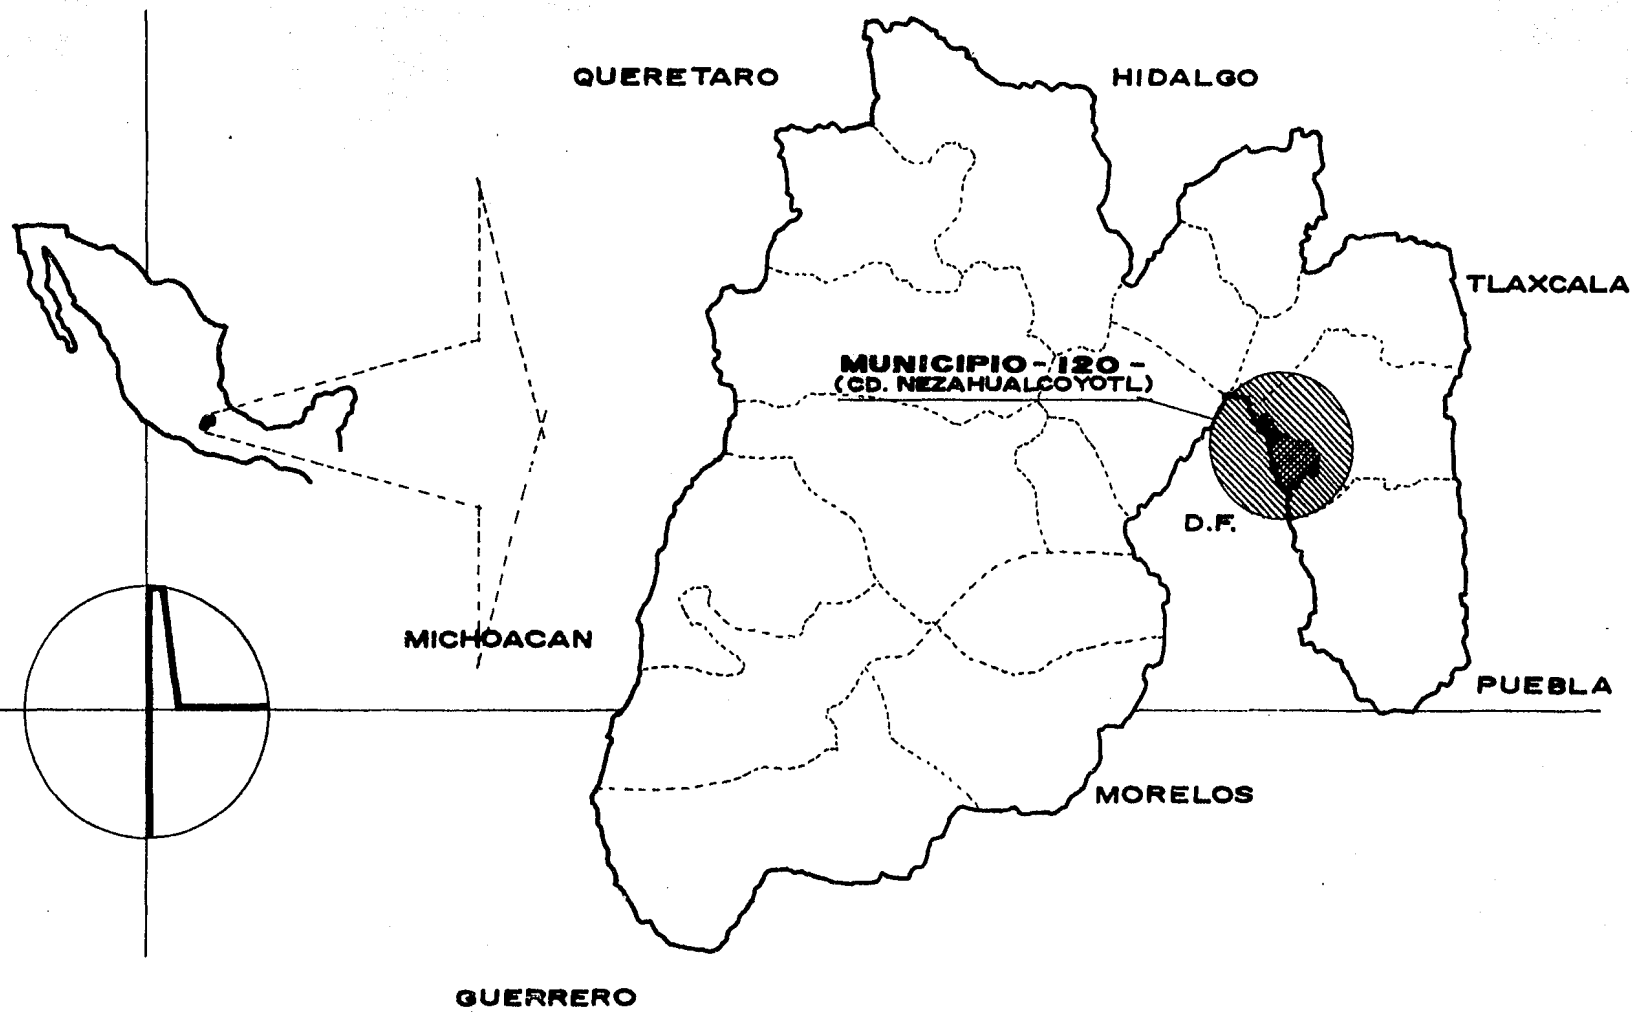 QUERETARO
HIDALGO
TLAXCALA
MUNICIPIO - 120 -
(CD. NEZAHUALCOYOTL)
D.F.
MICHOACAN
PUEBLA
MORELOS
GUERRERO